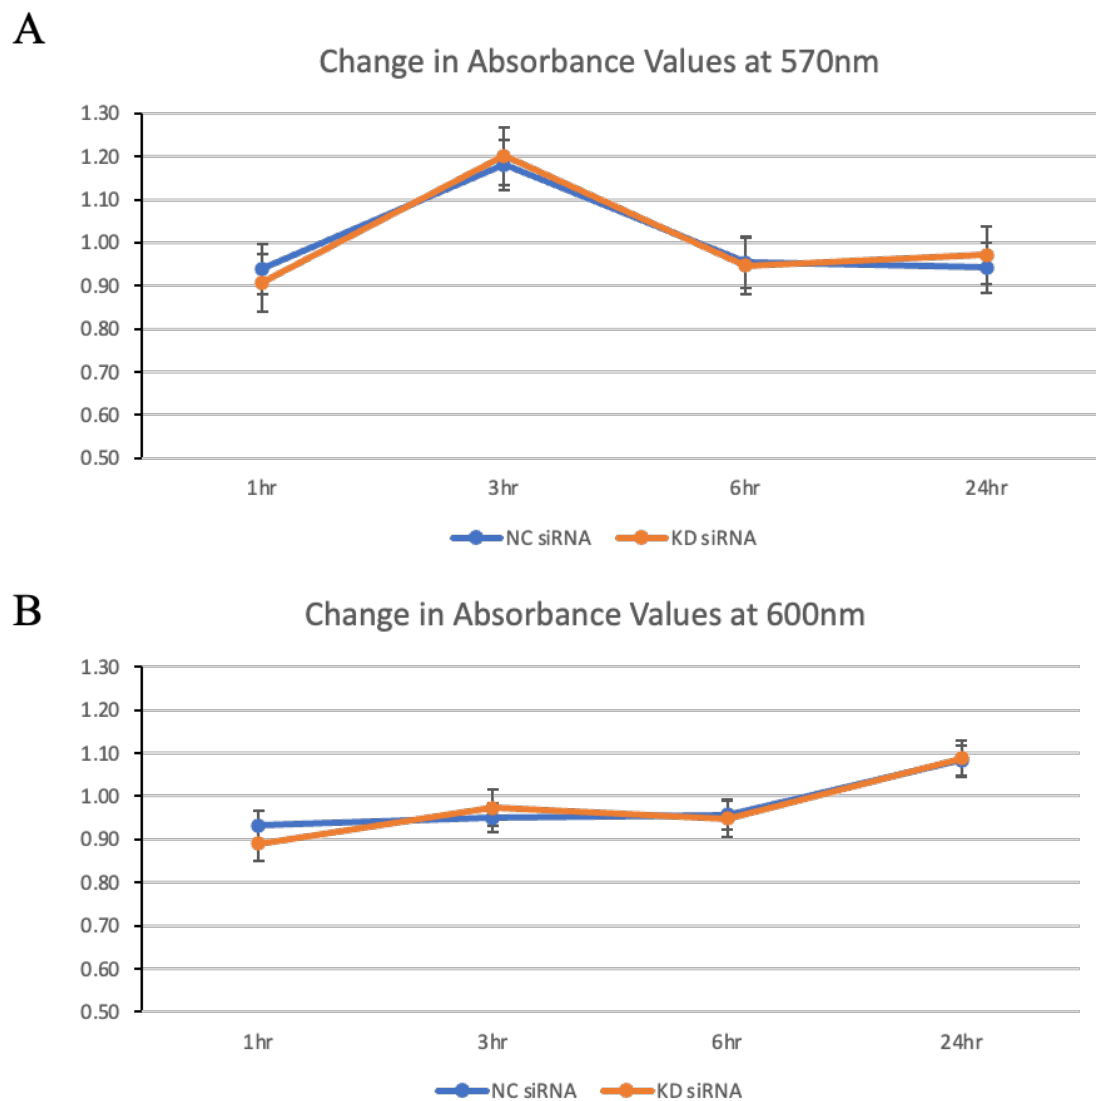 A
Change in Absorbance Values at 570nm
1.30
1.20
1.10
1.00
0.90
0.80
0.70
0.60
0.50
1hr 3hr 6hr 24hr
NC siRNA KD siRNA
B
Change in Absorbance Values at 600nm
1.30
1.20
1.10
1.00
0.90
0.80
0.70
0.60
0.50
1hr 3hr 6hr 24hr
NC siRNA KD siRNA